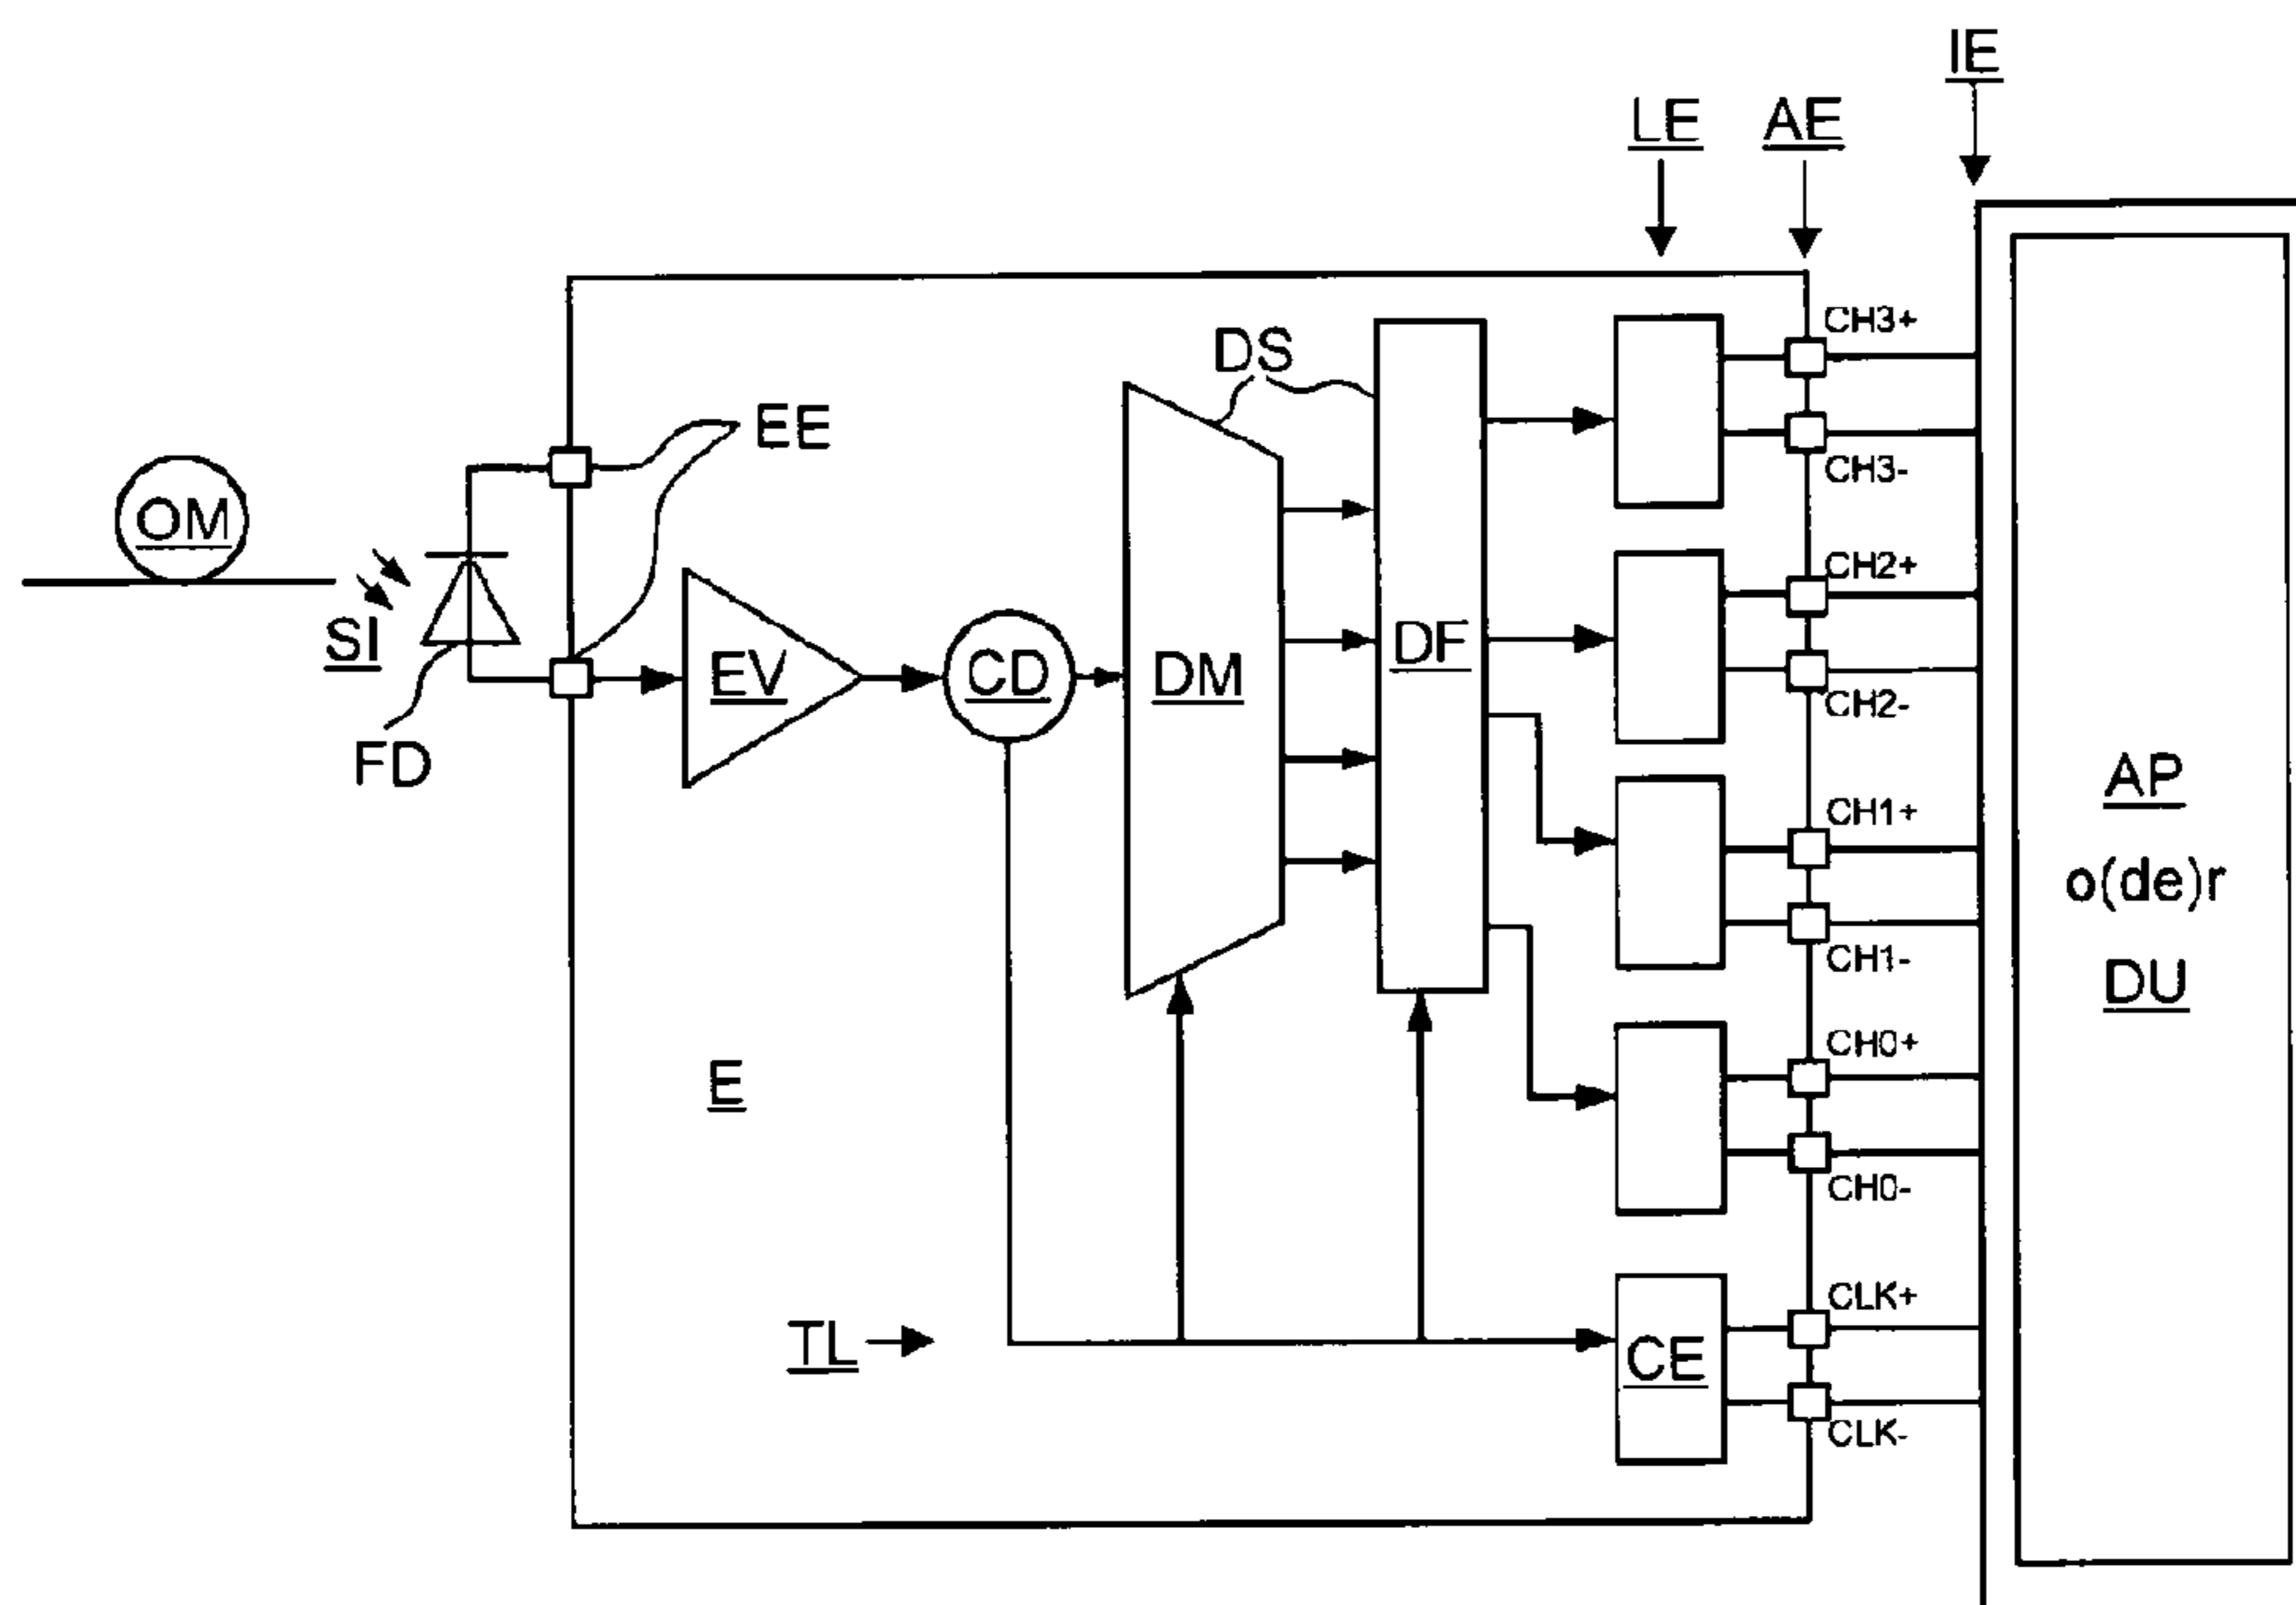 IE
LE
AE
CH3+
DS
EE
CH3-
OM
CH2+
SI
DF
EV
CD
DM
CH2-
FD
AP
CH1+
o(de)r
CH1-
DU
CH0+
E
CH0-
CLK+
TL
CE
CLK-